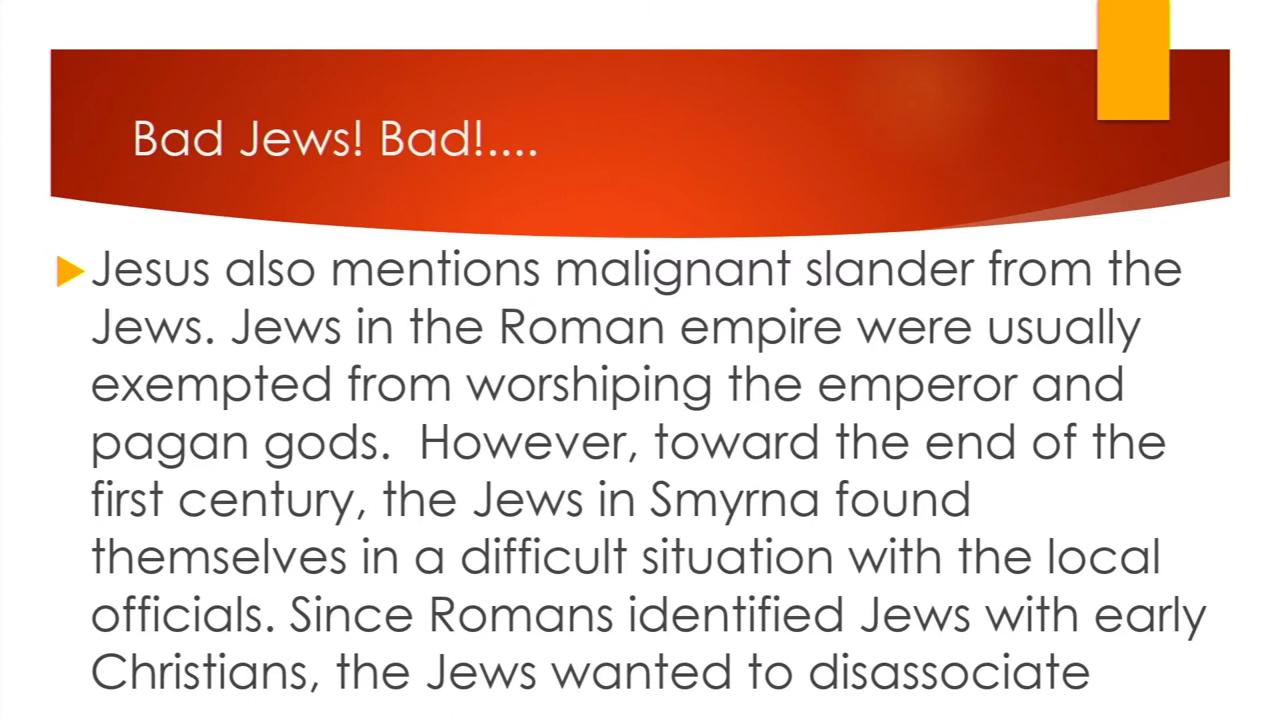 Bad Jews! Bad!....
Jesus also mentions malignant slander from the
Jews. Jews in the Roman empire were usually
exempted from worshiping the emperor and
pagan gods.  However, toward the end of the
first century, the Jews in Smyrna found
themselves in a difficult situation with the local
officials. Since Romans identified Jews with early
Christians, the Jews wanted to disassociate